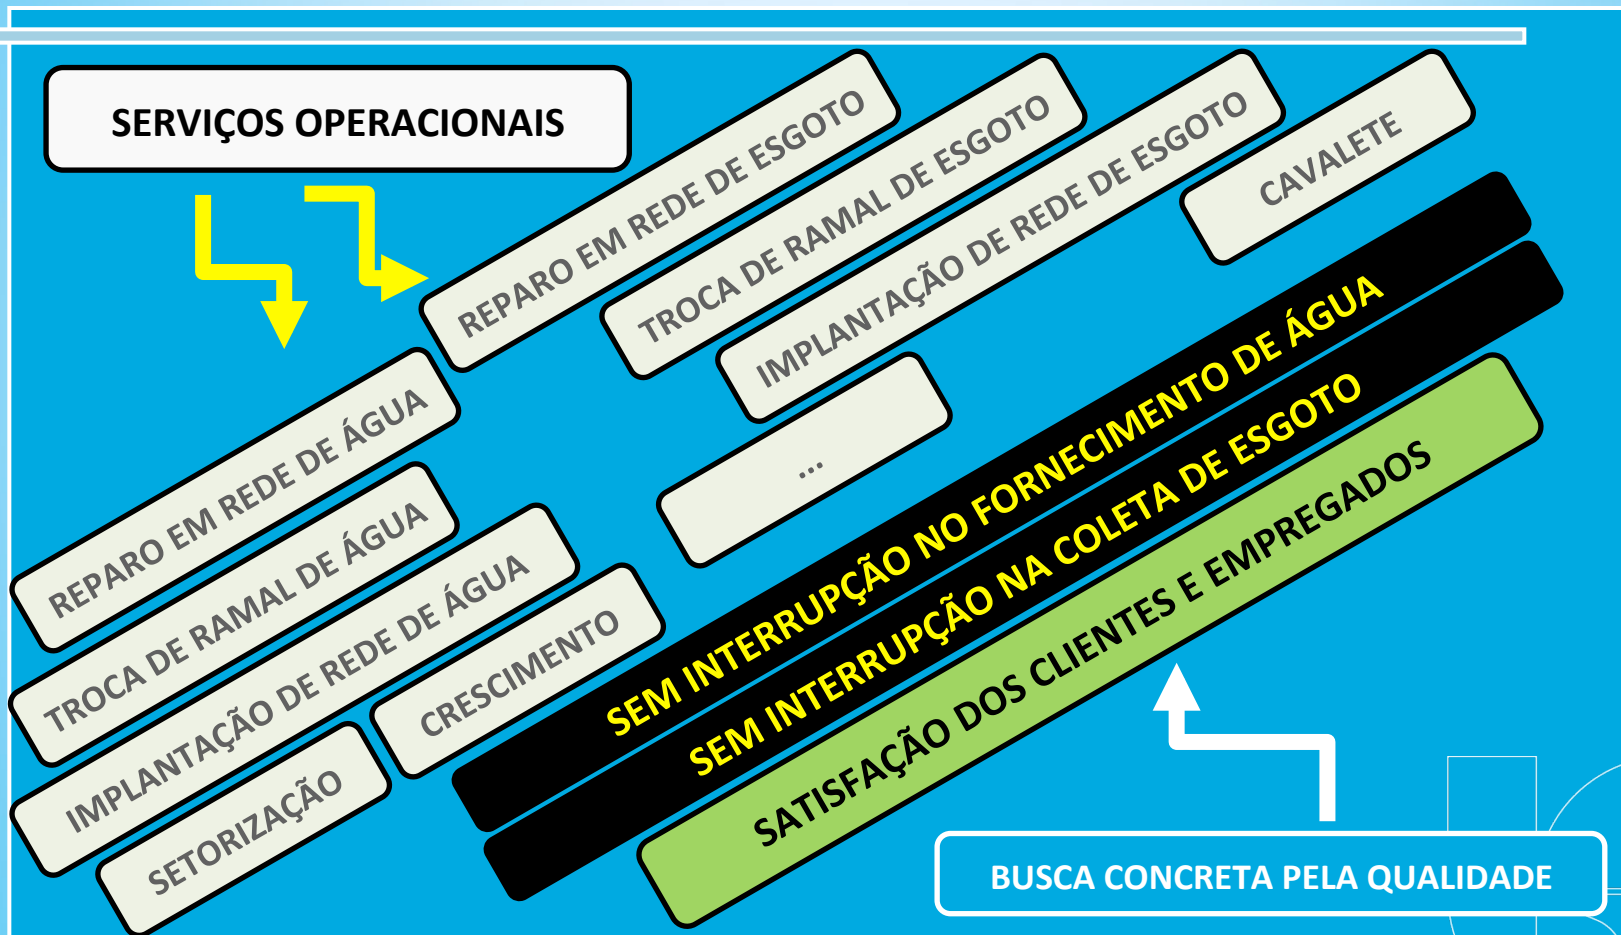 SERVIÇOS OPERACIONAIS
REPARO EM REDE DE ESGOTO
TROCA DE RAMAL DE ESGOTO
IMPLANTAÇÃO DE REDE DE ESGOTO
CAVALETE
REPARO EM REDE DE ÁGUA
TROCA DE RAMAL DE ÁGUA
IMPLANTAÇÃO DE REDE DE ÁGUA
SETORIZAÇÃO
CRESCIMENTO
...
SEM INTERRUPÇÃO NO FORNECIMENTO DE ÁGUA
SEM INTERRUPÇÃO NA COLETA DE ESGOTO
SATISFAÇÃO DOS CLIENTES E EMPREGADOS
BUSCA CONCRETA PELA QUALIDADE